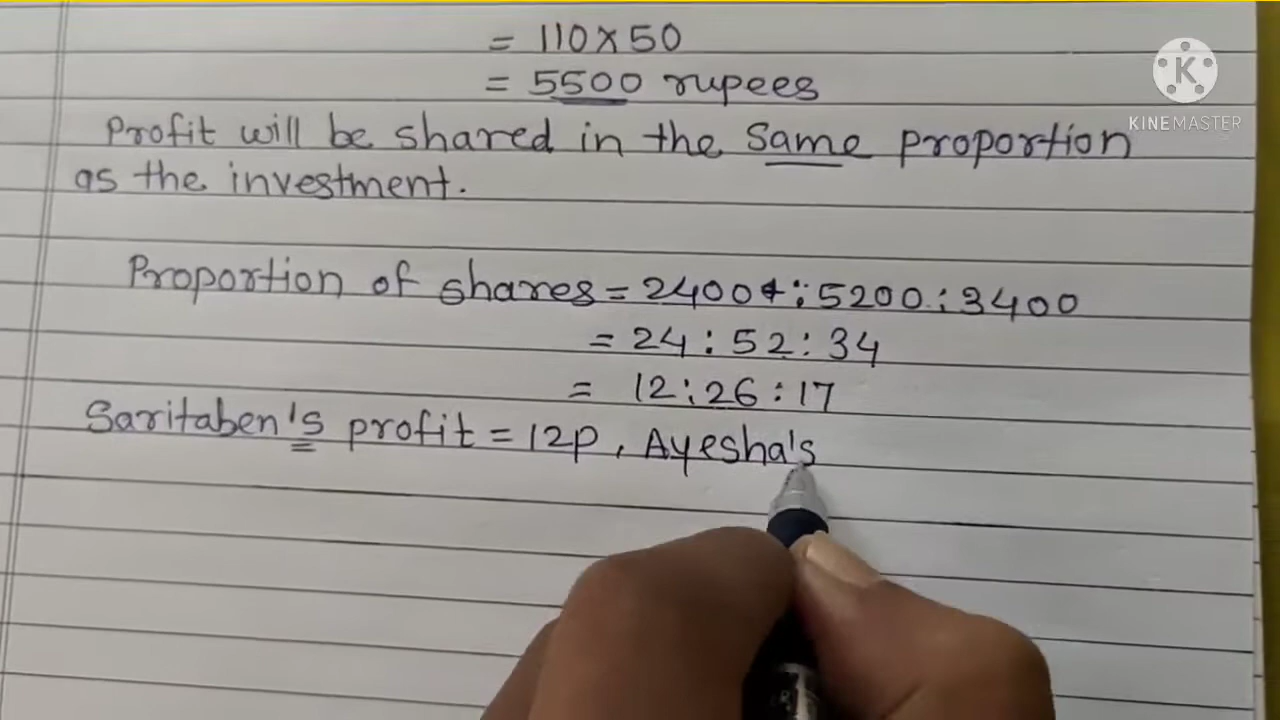 = 110 X 50
= 5500 rupees
KINEMASTER
Profit will be shared in the same proportion
as the investment.
Proportion of shares = 2400 : 5200 : 3400
= 24 : 52 : 34
= 12 : 26 : 17
Saritaben's profit = 12P, Ayesha's